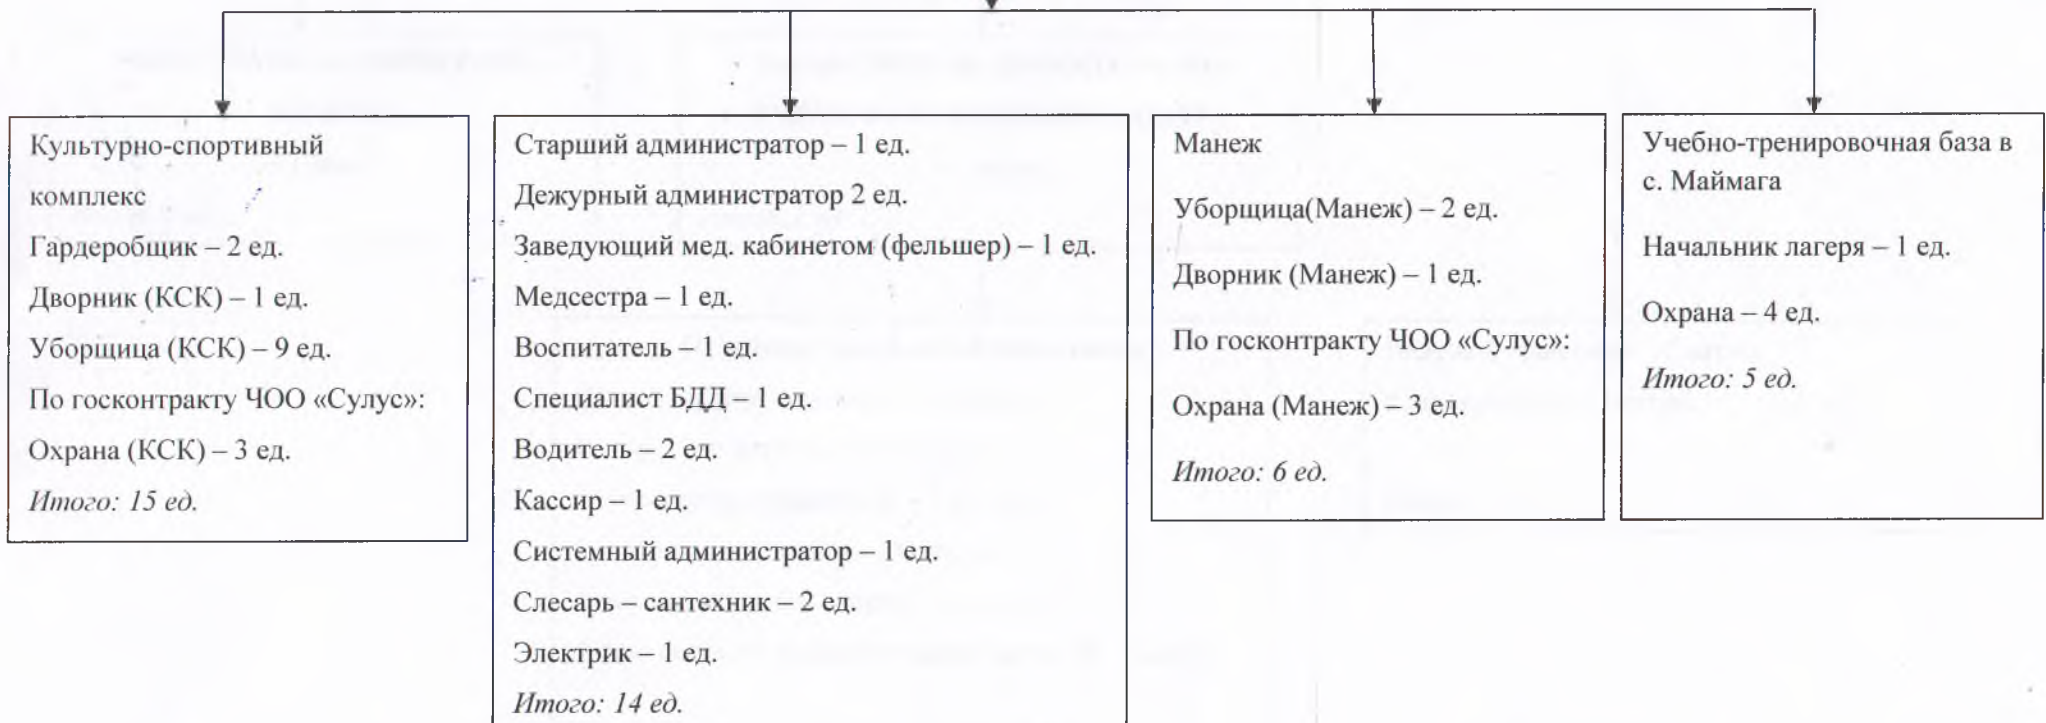 Культурно-спортивный
комплекс
Гардеробщик – 2 ед.
Дворник (КСК) – 1 ед.
Уборщица (КСК) – 9 ед.
По госконтракту ЧОО «Сулус»:
Охрана (КСК) – 3 ед.
Итого: 15 ед.
Старший администратор – 1 ед.
Дежурный администратор 2 ед.
Заведующий мед. кабинетом (фельшер) – 1 ед.
Медсестра – 1 ед.
Воспитатель – 1 ед.
Специалист БДД – 1 ед.
Водитель – 2 ед.
Кассир – 1 ед.
Системный администратор – 1 ед.
Слесарь – сантехник – 2 ед.
Электрик – 1 ед.
Итого: 14 ед.
Манеж
Уборщица(Манеж) – 2 ед.
Дворник (Манеж) – 1 ед.
По госконтракту ЧОО «Сулус»:
Охрана (Манеж) – 3 ед.
Итого: 6 ед.
Учебно-тренировочная база в
с. Маймага
Начальник лагеря – 1 ед.
Охрана – 4 ед.
Итого: 5 ед.